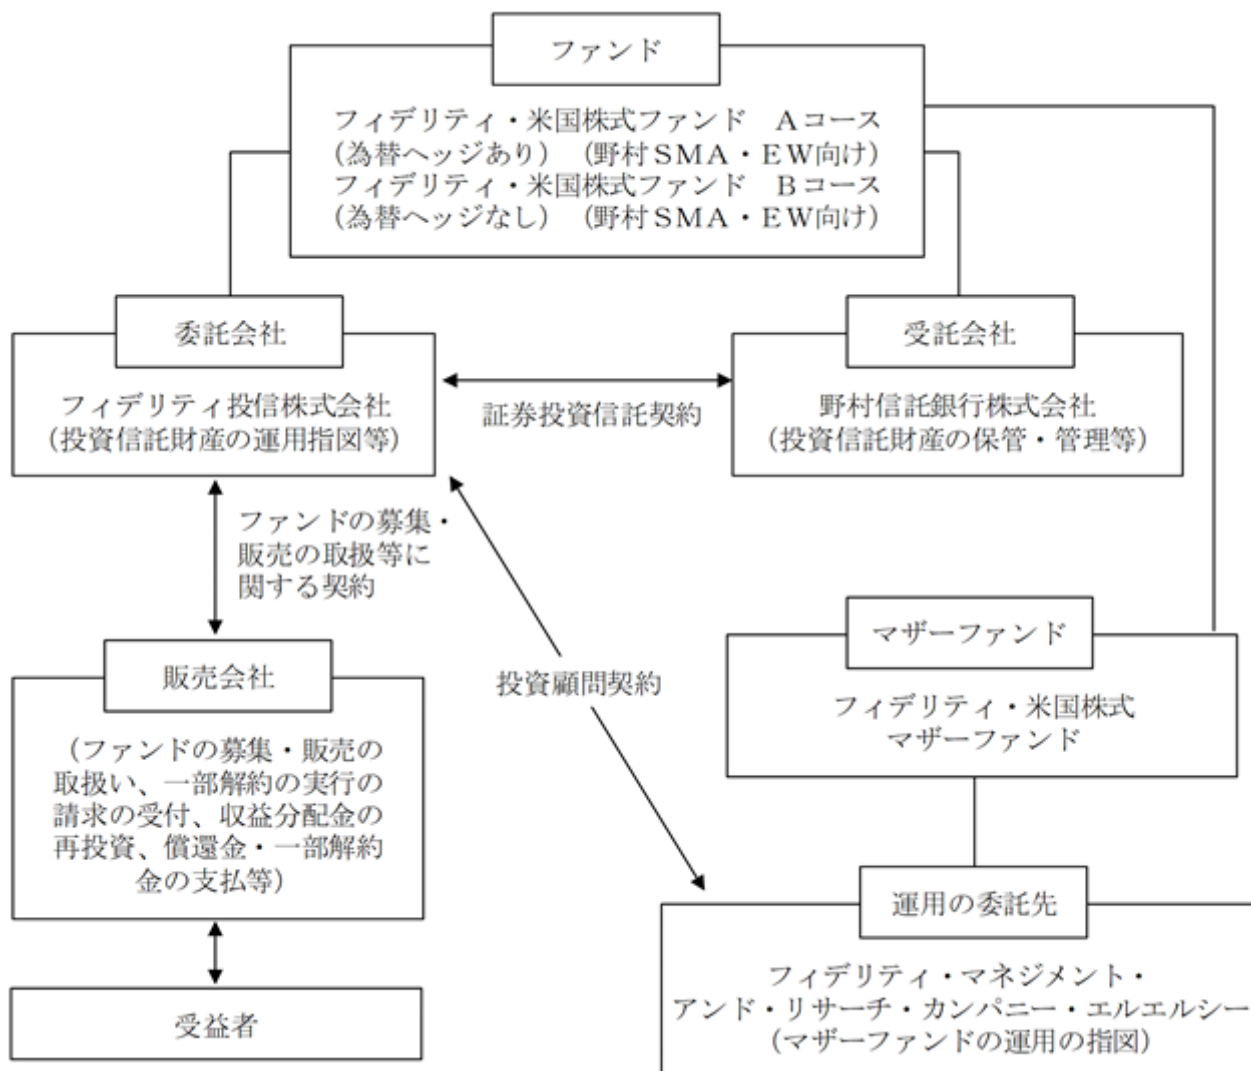 ファンド
フィデリティ・米国株式ファンド Aコース
(為替ヘッジあり) (野村SMA・EW向け)
フィデリティ・米国株式ファンド Bコース
(為替ヘッジなし) (野村SMA・EW向け)
委託会社
フィデリティ投信株式会社
(投資信託財産の運用指図等)
証券投資信託契約
受託会社
野村信託銀行株式会社
(投資信託財産の保管・管理等)
ファンドの募集・
販売の取扱等に
関する契約
投資顧問契約
マザーファンド
フィデリティ・米国株式
マザーファンド
販売会社
(ファンドの募集・販売の
取扱い、一部解約の実行の
請求の受付、収益分配金の
再投資、償還金・一部解約
金の支払等)
運用の委託先
フィデリティ・マネジメント・
アンド・リサーチ・カンパニー・エルエルシー
(マザーファンドの運用の指図)
受益者